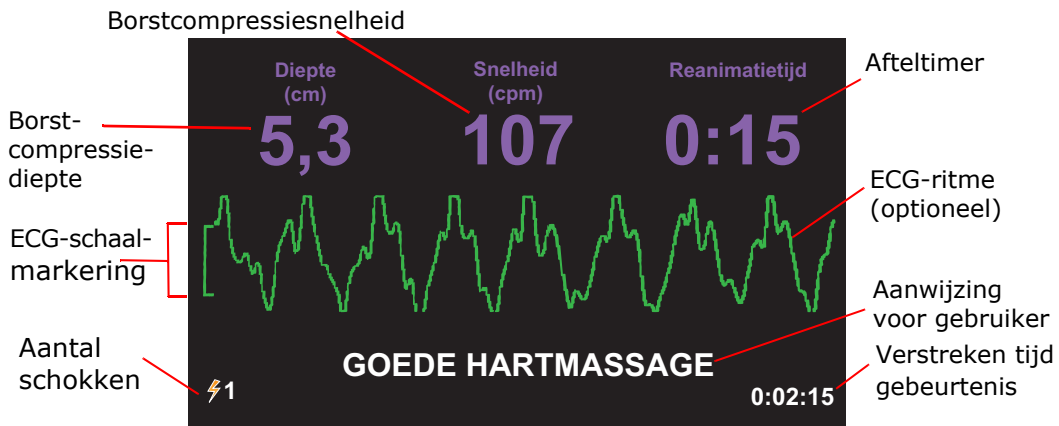 Borstcompressiesnelheid
Diepte
(cm)
5,3
Snelheid
(cpm)
107
Reanimatietijd
0:15
Afteltimer
Borst-
compressie-
diepte
ECG-ritme
(optioneel)
ECG-schaal-
markering
Aanwijzing
voor gebruiker
GOEDE HARTMASSAGE
Aantal
schokken
1
0:02:15
Verstreken tijd
gebeurtenis